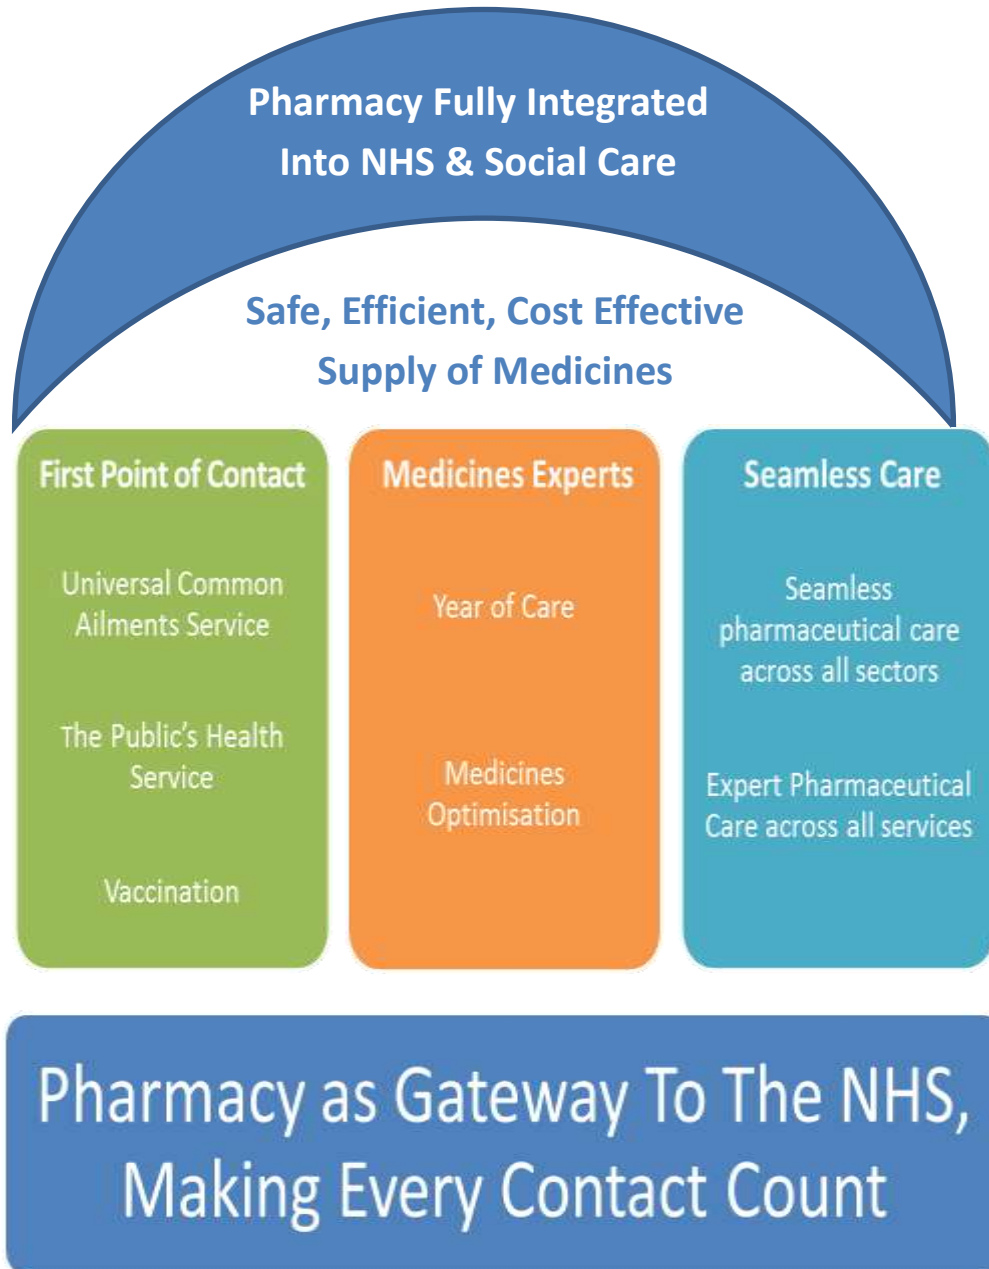 Pharmacy Fully Integrated
Into NHS & Social Care
Safe, Efficient, Cost Effective
Supply of Medicines
First Point of Contact
Universal Common
Ailments Service
The Public's Health
Service
Vaccination
Medicines Experts
Year of Care
Medicines
Optimisation
Seamless Care
Seamless
pharmaceutical care
across all sectors
Expert Pharmaceutical
Care across all services
Pharmacy as Gateway To The NHS,
Making Every Contact Count